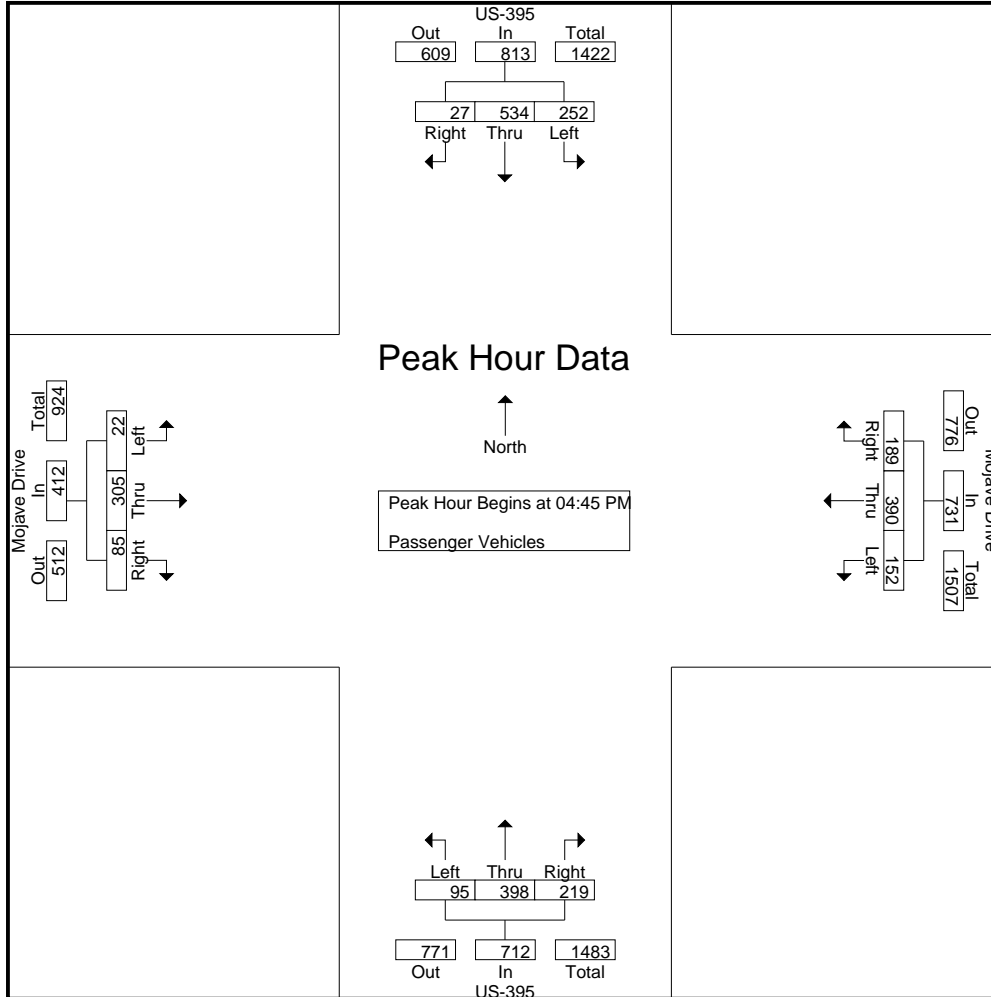 US-395
Out In Total
609 813 1422
27 534 252
Right Thru Left
Peak Hour Data
North
Peak Hour Begins at 04:45 PM
Passenger Vehicles
Mojave Drive
Total In Out
924 412 512
22 305 85
Left Thru Right
Mojave Drive
Out In Total
776 731 1507
189 390 152
Right Thru Left
Left Thru Right
95 398 219
771 712 1483
Out In Total
US-395